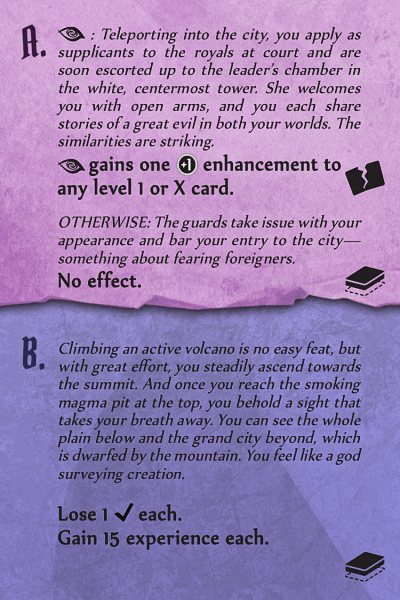 A. : Teleporting into the city, you apply as
supplicants to the royals at court and are
soon escorted up to the leader's chamber in
the white, centermost tower. She welcomes
you with open arms, and you each share
stories of a great evil in both your worlds. The
similarities are striking.
gains one +1 enhancement to
any level 1 or X card.
OTHERWISE: The guards take issue with your
appearance and bar your entry to the city—
something about fearing foreigners.
No effect.
B. Climbing an active volcano is no easy feat, but
with great effort, you steadily ascend towards
the summit. And once you reach the smoking
magma pit at the top, you behold a sight that
takes your breath away. You can see the whole
plain below and the grand city beyond, which
is dwarfed by the mountain. You feel like a god
surveying creation.
Lose 1 ✓ each.
Gain 15 experience each.